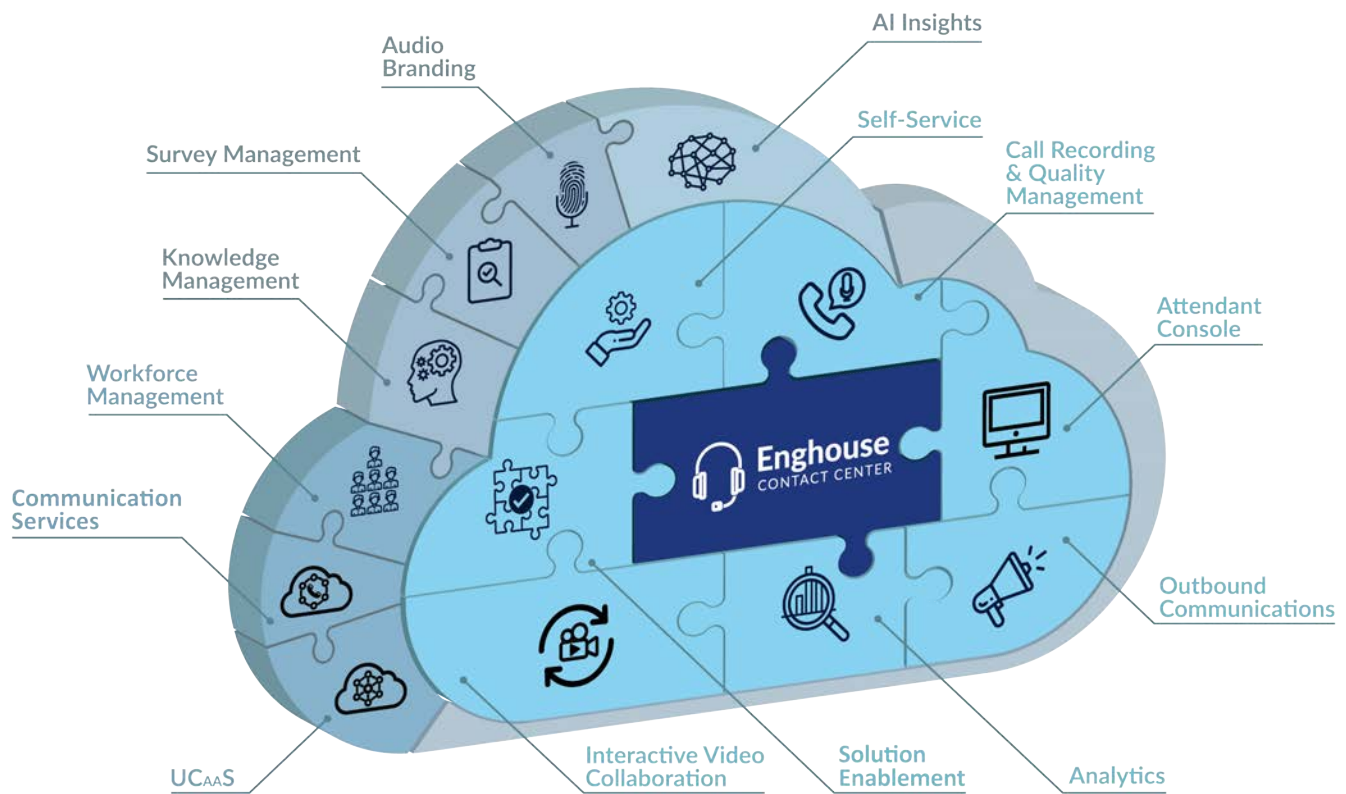 AI Insights
Audio
Branding
Self-Service
Call Recording
& Quality
Management
Survey Management
Knowledge
Management
Attendant
Console
Workforce
Management
Enghouse
CONTACT CENTER
Communication
Services
Outbound
Communications
UCaaS
Interactive Video
Collaboration
Solution
Enablement
Analytics